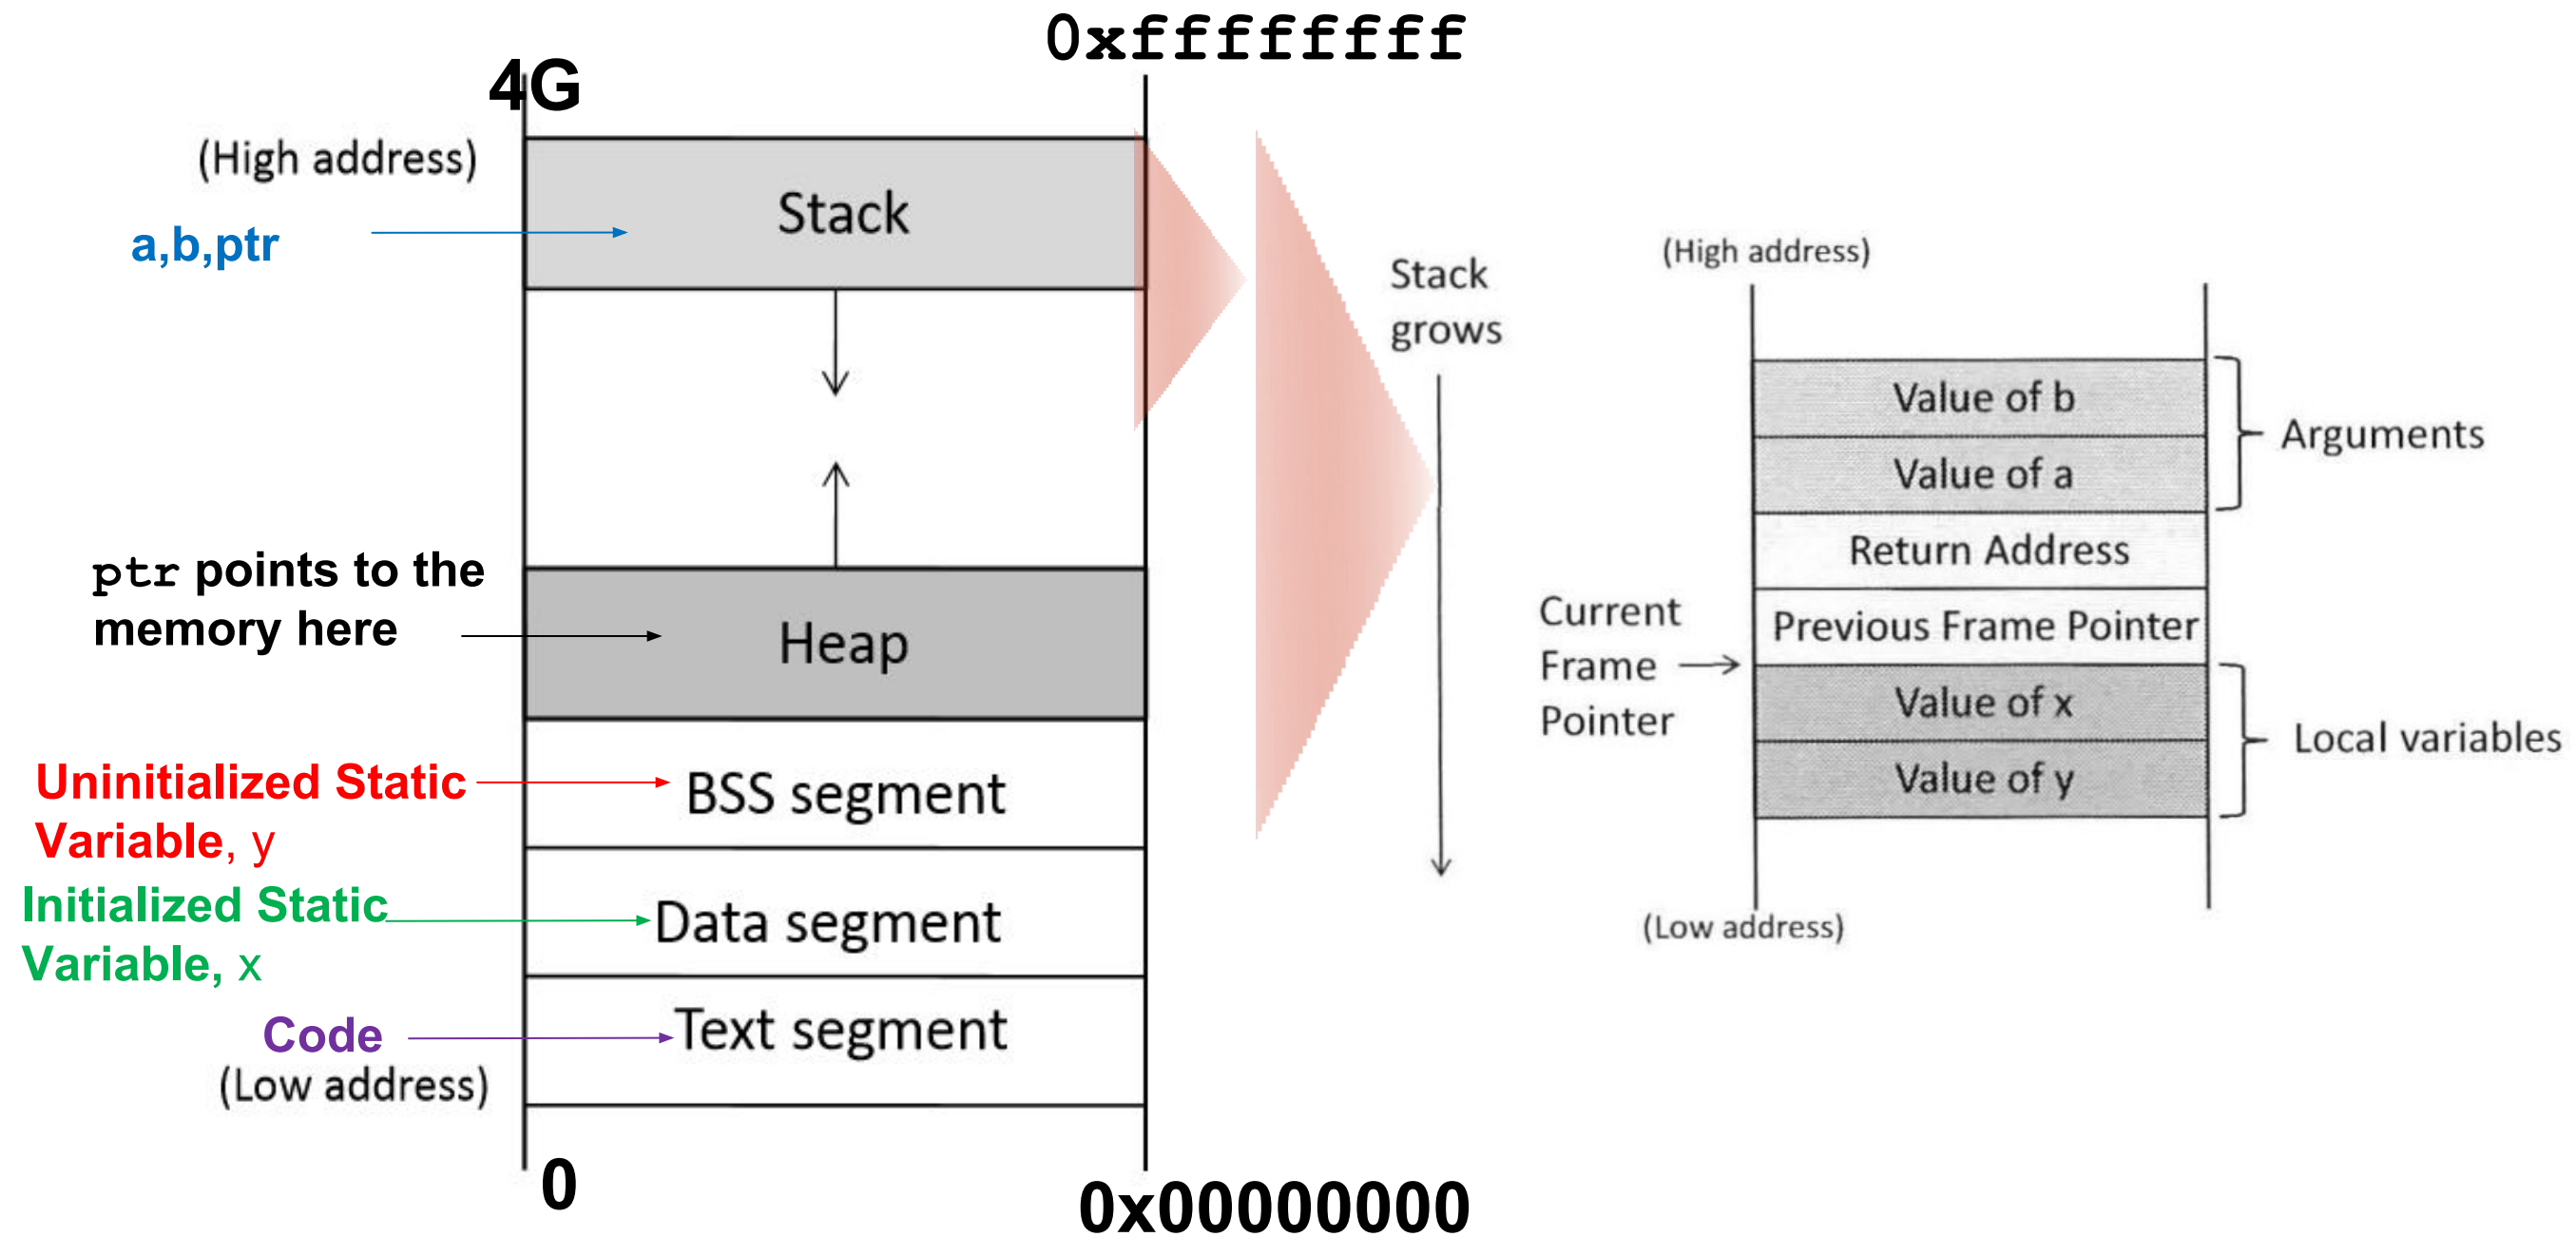 0xffffffff
4G
(High address)
Stack
a,b,ptr
ptr points to the
memory here
Heap
Uninitialized Static
Variable, y
BSS segment
Initialized Static
Variable, x
Data segment
Code
Text segment
(Low address)
0
0x00000000
Stack
grows
(High address)
Value of b
Value of a
Arguments
Return Address
Previous Frame Pointer
Current
Frame
Pointer
Value of x
Value of y
Local variables
(Low address)